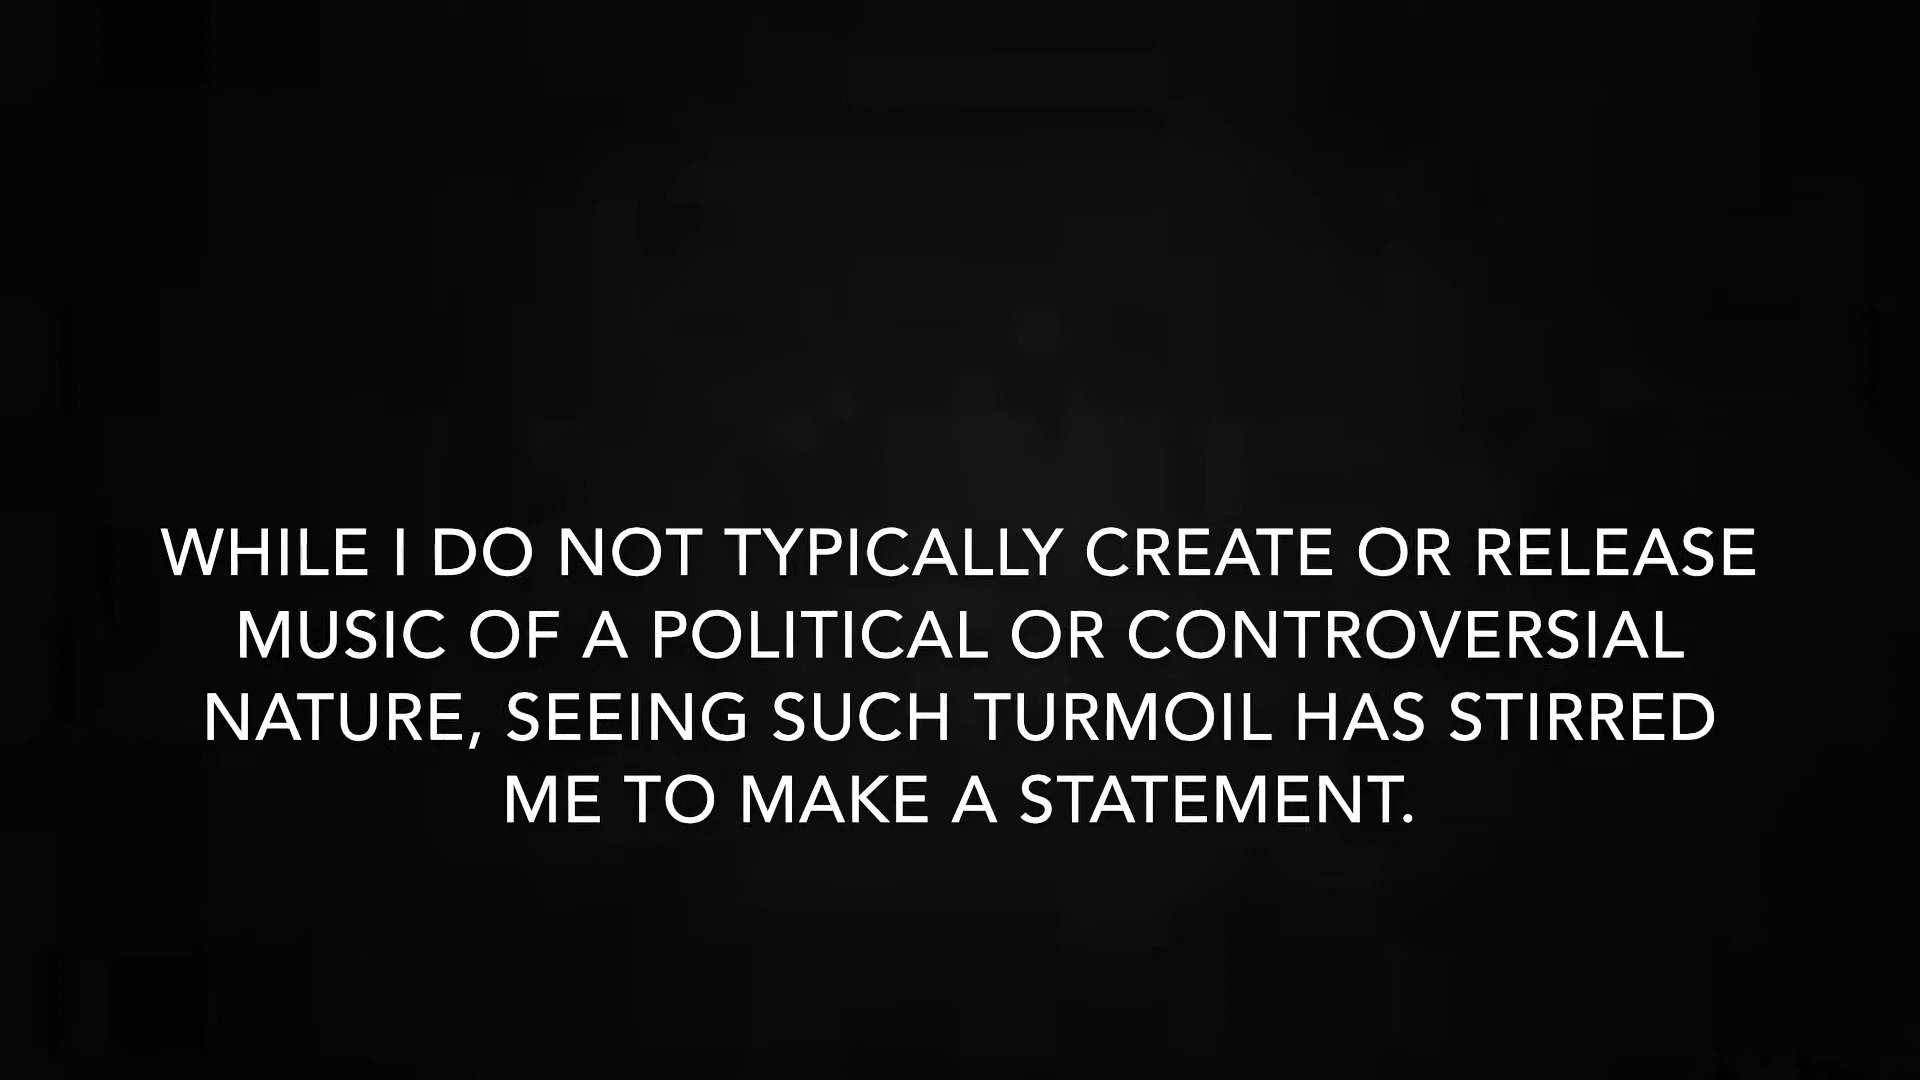 WHILE I DO NOT TYPICALLY CREATE OR RELEASE
MUSIC OF A POLITICAL OR CONTROVERSIAL
NATURE, SEEING SUCH TURMOIL HAS STIRRED
ME TO MAKE A STATEMENT.